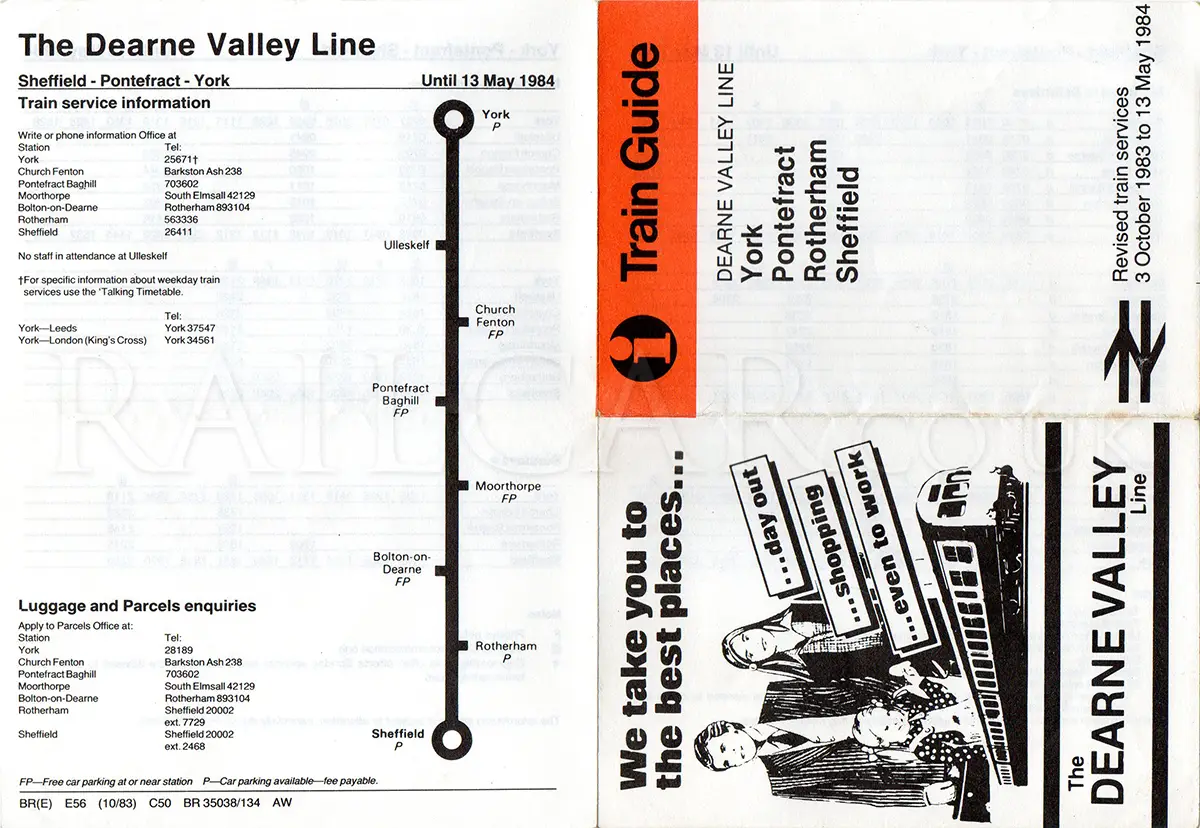 The Dearne Valley Line
Sheffield - Pontefract - York Until 13 May 1984
Train service information
Write or phone information Office at
Station Tel:
York 25671†
Church Fenton Barkston Ash 238
Pontefract Baghill 703602
Moorthorpe South Elmsall 42129
Bolton-on-Dearne Rotherham 893104
Rotherham 563336
Sheffield 26411
No staff in attendance at Ulleskelf
†For specific information about weekday train
services use the 'Talking Timetable.
Tel:
York—Leeds York 37547
York—London (King's Cross) York 34561
York
P
Ulleskelf
Church
Fenton
FP
Pontefract
Baghill
FP
Moorthorpe
FP
Bolton-on-
Dearne
FP
Rotherham
P
Sheffield
P
Luggage and Parcels enquiries
Apply to Parcels Office at:
Station Tel:
York 28189
Church Fenton Barkston Ash 238
Pontefract Baghill 703602
Moorthorpe South Elmsall 42129
Bolton-on-Dearne Rotherham 893104
Rotherham Sheffield 20002
ext. 7729
Sheffield Sheffield 20002
ext. 2468
FP—Free car parking at or near station P—Car parking available—fee payable.
BR(E) E56 (10/83) C50 BR 35038/134 AW
i Train Guide
DEARNE VALLEY LINE
York
Pontefract
Rotherham
Sheffield
Revised train services
3 October 1983 to 13 May 1984
We take you to
the best places...
....day out
...shopping
...even to work
The
DEARNE VALLEY
Line
RAILCAR.co.uk